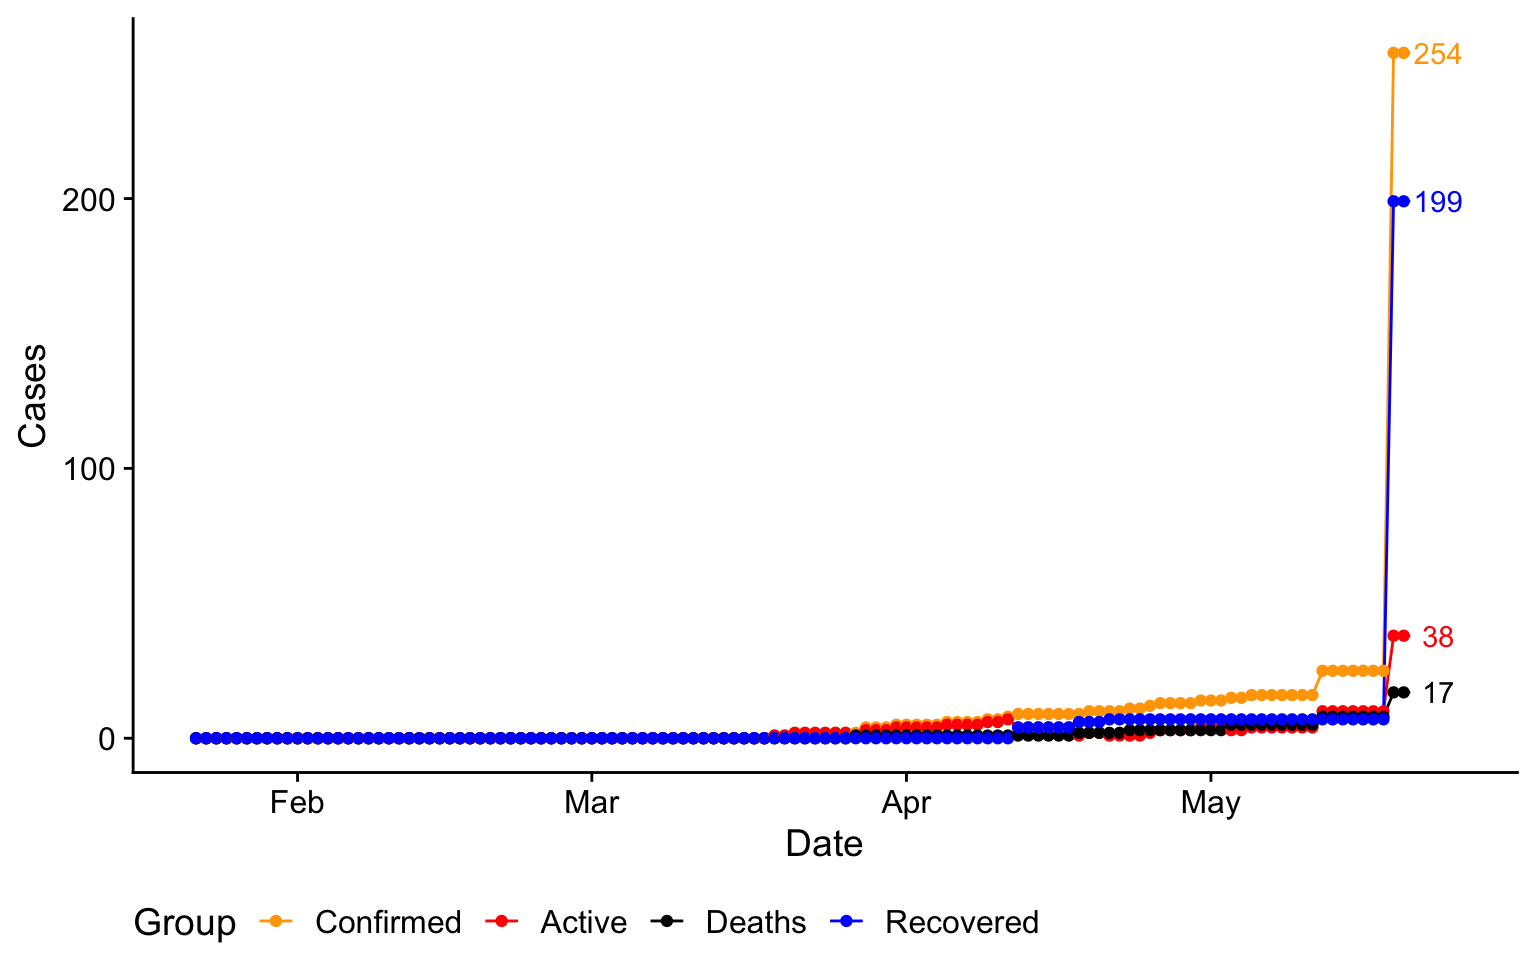 254
199
38
17
200
100
0
Cases
Feb Mar Apr May
Date
Group Confirmed Active Deaths Recovered